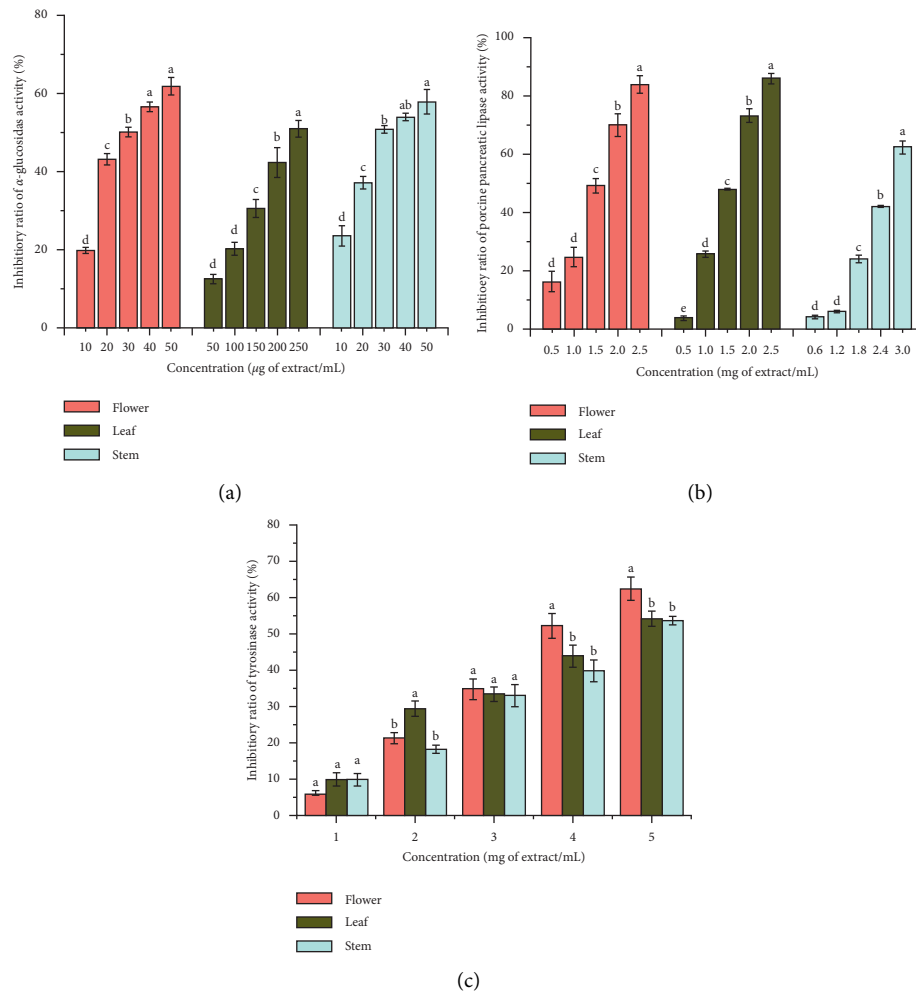 80
60
40
20
0
Inhibitiory ratio of α-glucosidas activity (%)
d
c
b
a
a
d
d
c
b
a
d
c
b
ab
a
10 20 30 40 50 50 100 150 200 250 10 20 30 40 50
Concentration (μg of extract/mL)
Flower
Leaf
Stem
(a)
100
80
60
40
20
0
Inhibitioey ratio of porcine pancreatic lipase activity (%)
d
d
c
b
a
e
d
c
b
a
d
d
c
b
a
0.5 1.0 1.5 2.0 2.5 0.5 1.0 1.5 2.0 2.5 0.6 1.2 1.8 2.4 3.0
Concentration (mg of extract/mL)
Flower
Leaf
Stem
(b)
80
70
60
50
40
30
20
10
0
Inhibitiory ratio of tyrosinase activity (%)
a a a
b a b
a a a
a b b
a b b
1 2 3 4 5
Concentration (mg of extract/mL)
Flower
Leaf
Stem
(c)